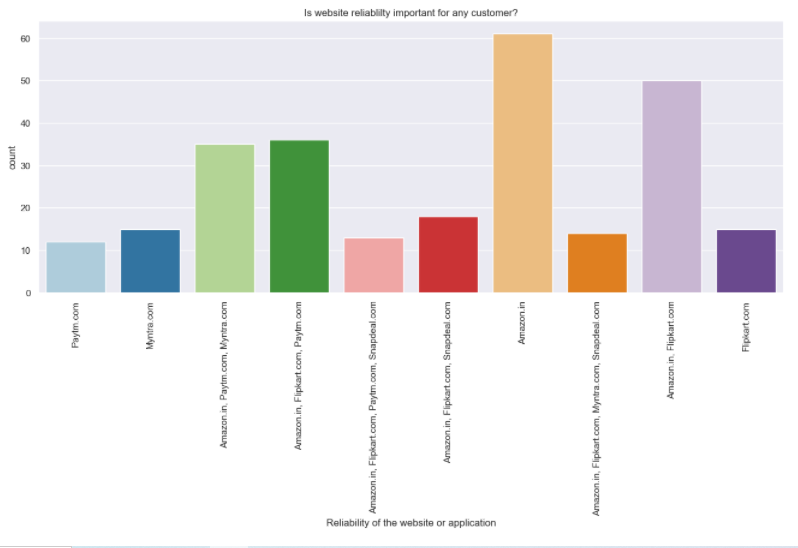 Is website reliablilty important for any customer?
60
50
40
30
20
10
0
count
Paytm.com
Myntra.com
Amazon.in, Paytm.com, Myntra.com
Amazon.in, Flipkart.com, Paytm.com
Amazon.in, Flipkart.com, Paytm.com, Snapdeal.com
Amazon.in, Flipkart.com, Snapdeal.com
Amazon.in
Amazon.in, Flipkart.com, Myntra.com, Snapdeal.com
Amazon.in, Flipkart.com
Flipkart.com
Reliability of the website or application